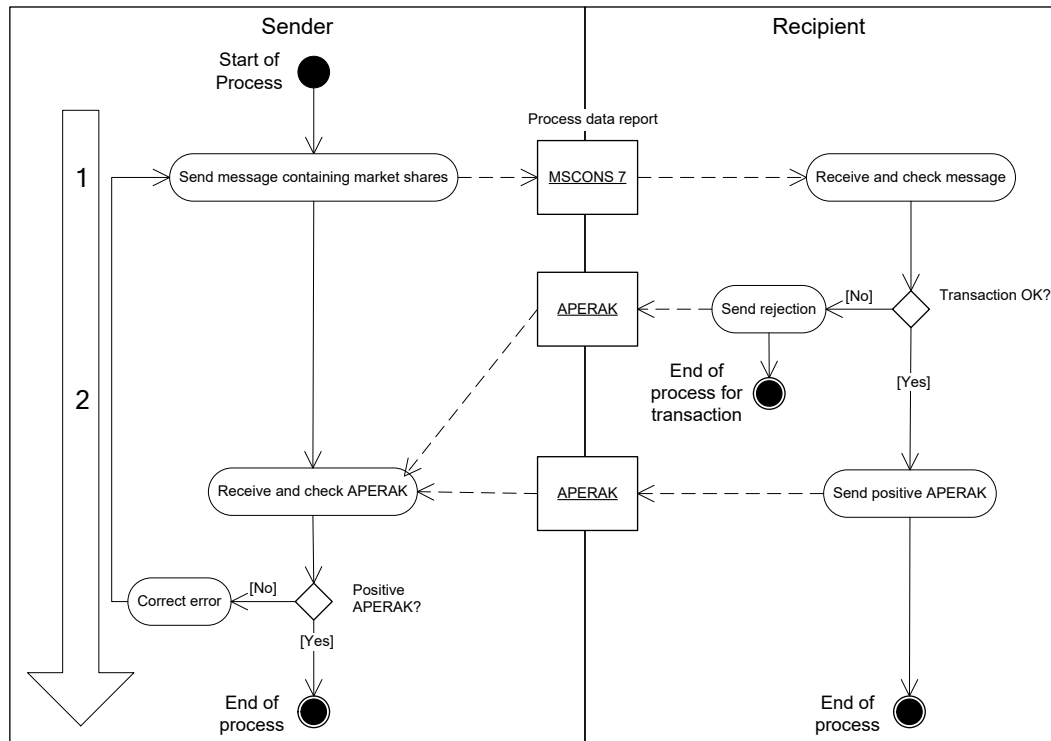 Sender
Recipient
Start of
Process
Process data report
1
Send message containing market shares
MSCONS 7
Receive and check message
APERAK
Send rejection
[No]
Transaction OK?
End of
process for
transaction
[Yes]
2
Receive and check APERAK
APERAK
Send positive APERAK
Correct error
[No]
Positive
APERAK?
[Yes]
End of
process
End of
process